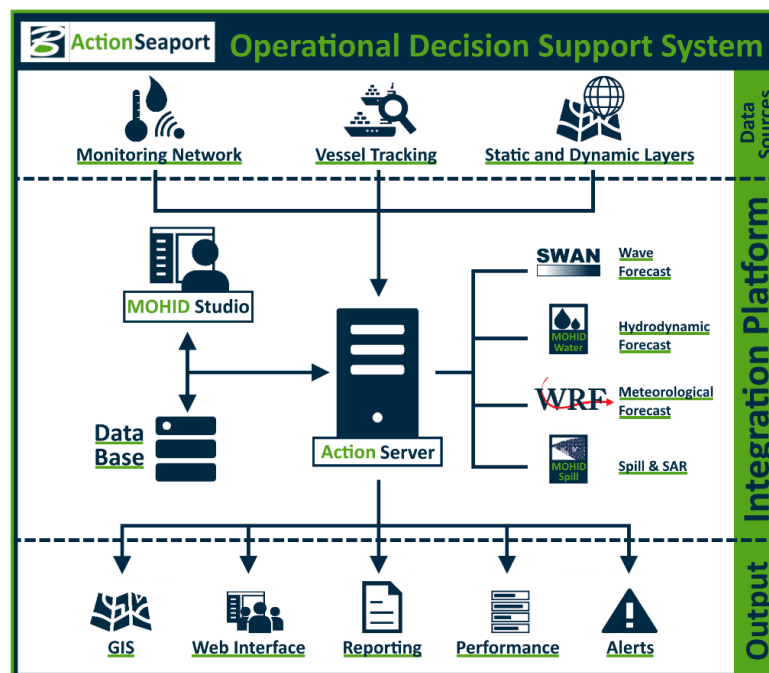 ActionSeaport
Operational Decision Support System
Monitoring Network
Vessel Tracking
Static and Dynamic Layers
Data
Sources
MOHID Studio
Data
Base
Action Server
SWAN
Wave
Forecast
MOHID
Water
Hydrodynamic
Forecast
WRF
Meteorological
Forecast
MOHID
Spill
Spill & SAR
Integration Platform
GIS
Web Interface
Reporting
Performance
Alerts
Output